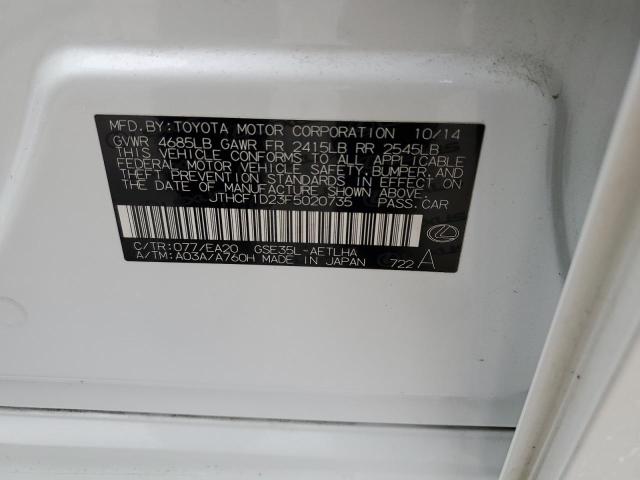 MFD.BY:TOYOTA MOTOR CORPORATION 10/14
GVWR 4685LB GAWR FR 2415LB RR 2545LB
THIS VEHICLE CONFORMS TO ALL APPLICABLE
FEDERAL MOTOR VEHICLE SAFETY, BUMPER, AND
THEFT PREVENTION STANDARDS IN EFFECT ON
THE DATE OF MANUFACTURE SHOWN ABOVE.
JTHCF1D23F5020735 PASS.CAR
C/TR:077/EA20 GSE35L-AETLHA
A/TM:A03A/A760H MADE IN JAPAN 722 A